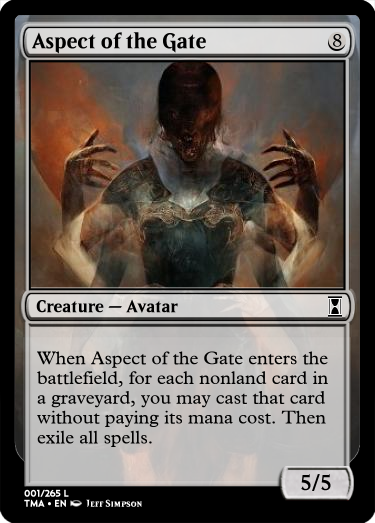 Aspect of the Gate 8
Creature — Avatar
When Aspect of the Gate enters the
battlefield, for each nonland card in
a graveyard, you may cast that card
without paying its mana cost. Then
exile all spells.
5/5
001/265 L
TMA • EN Jeff Simpson